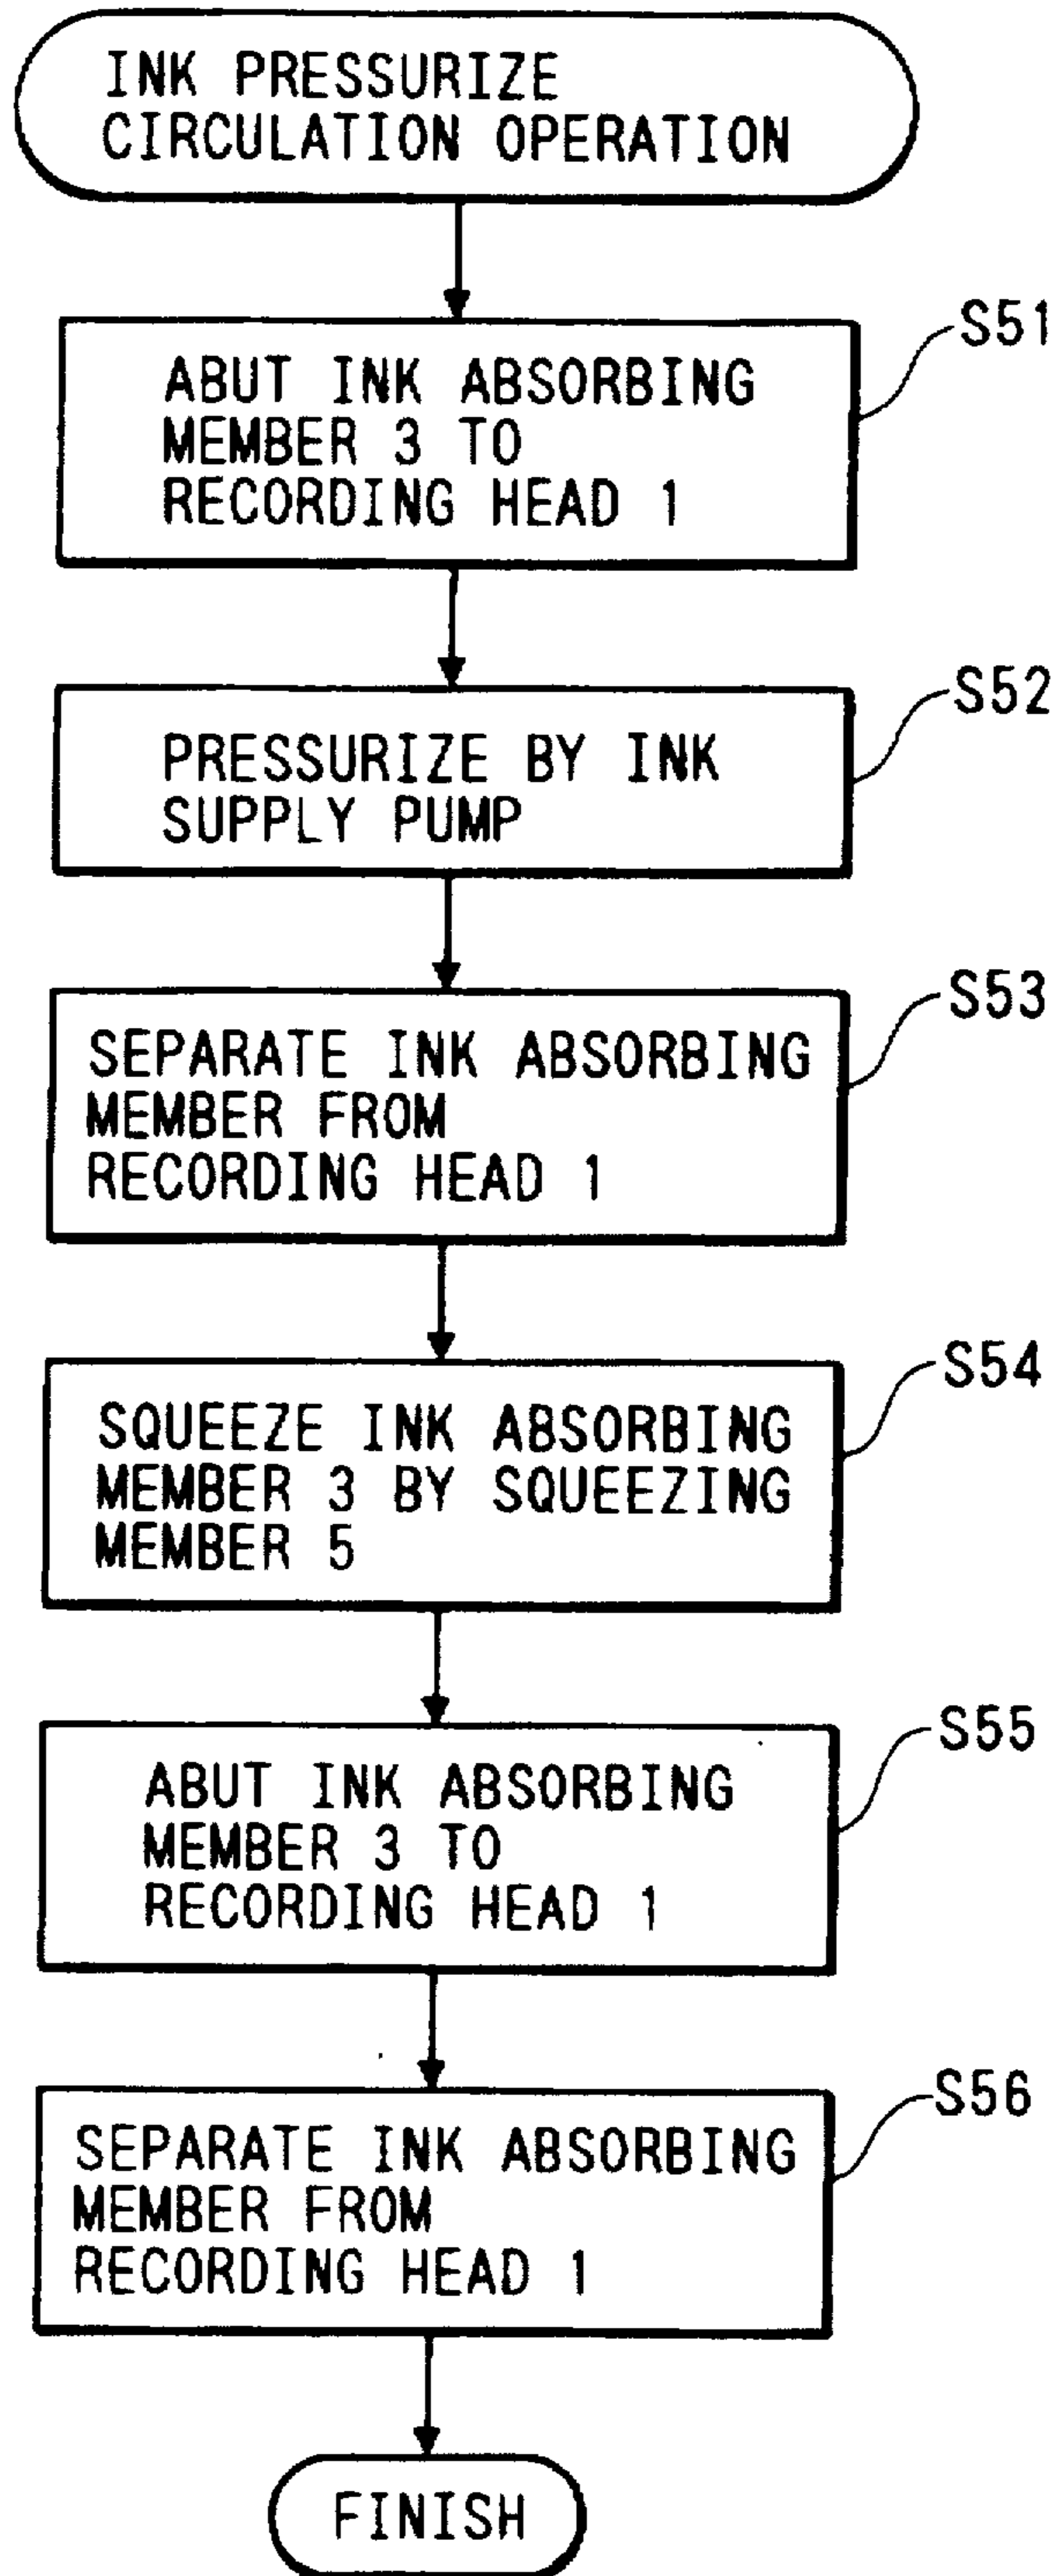 INK PRESSURIZE
CIRCULATION OPERATION
S51
ABUT INK ABSORBING
MEMBER 3 TO
RECORDING HEAD 1
S52
PRESSURIZE BY INK
SUPPLY PUMP
S53
SEPARATE INK ABSORBING
MEMBER FROM
RECORDING HEAD 1
S54
SQUEEZE INK ABSORBING
MEMBER 3 BY SQUEEZING
MEMBER 5
S55
ABUT INK ABSORBING
MEMBER 3 TO
RECORDING HEAD 1
S56
SEPARATE INK ABSORBING
MEMBER FROM
RECORDING HEAD 1
FINISH